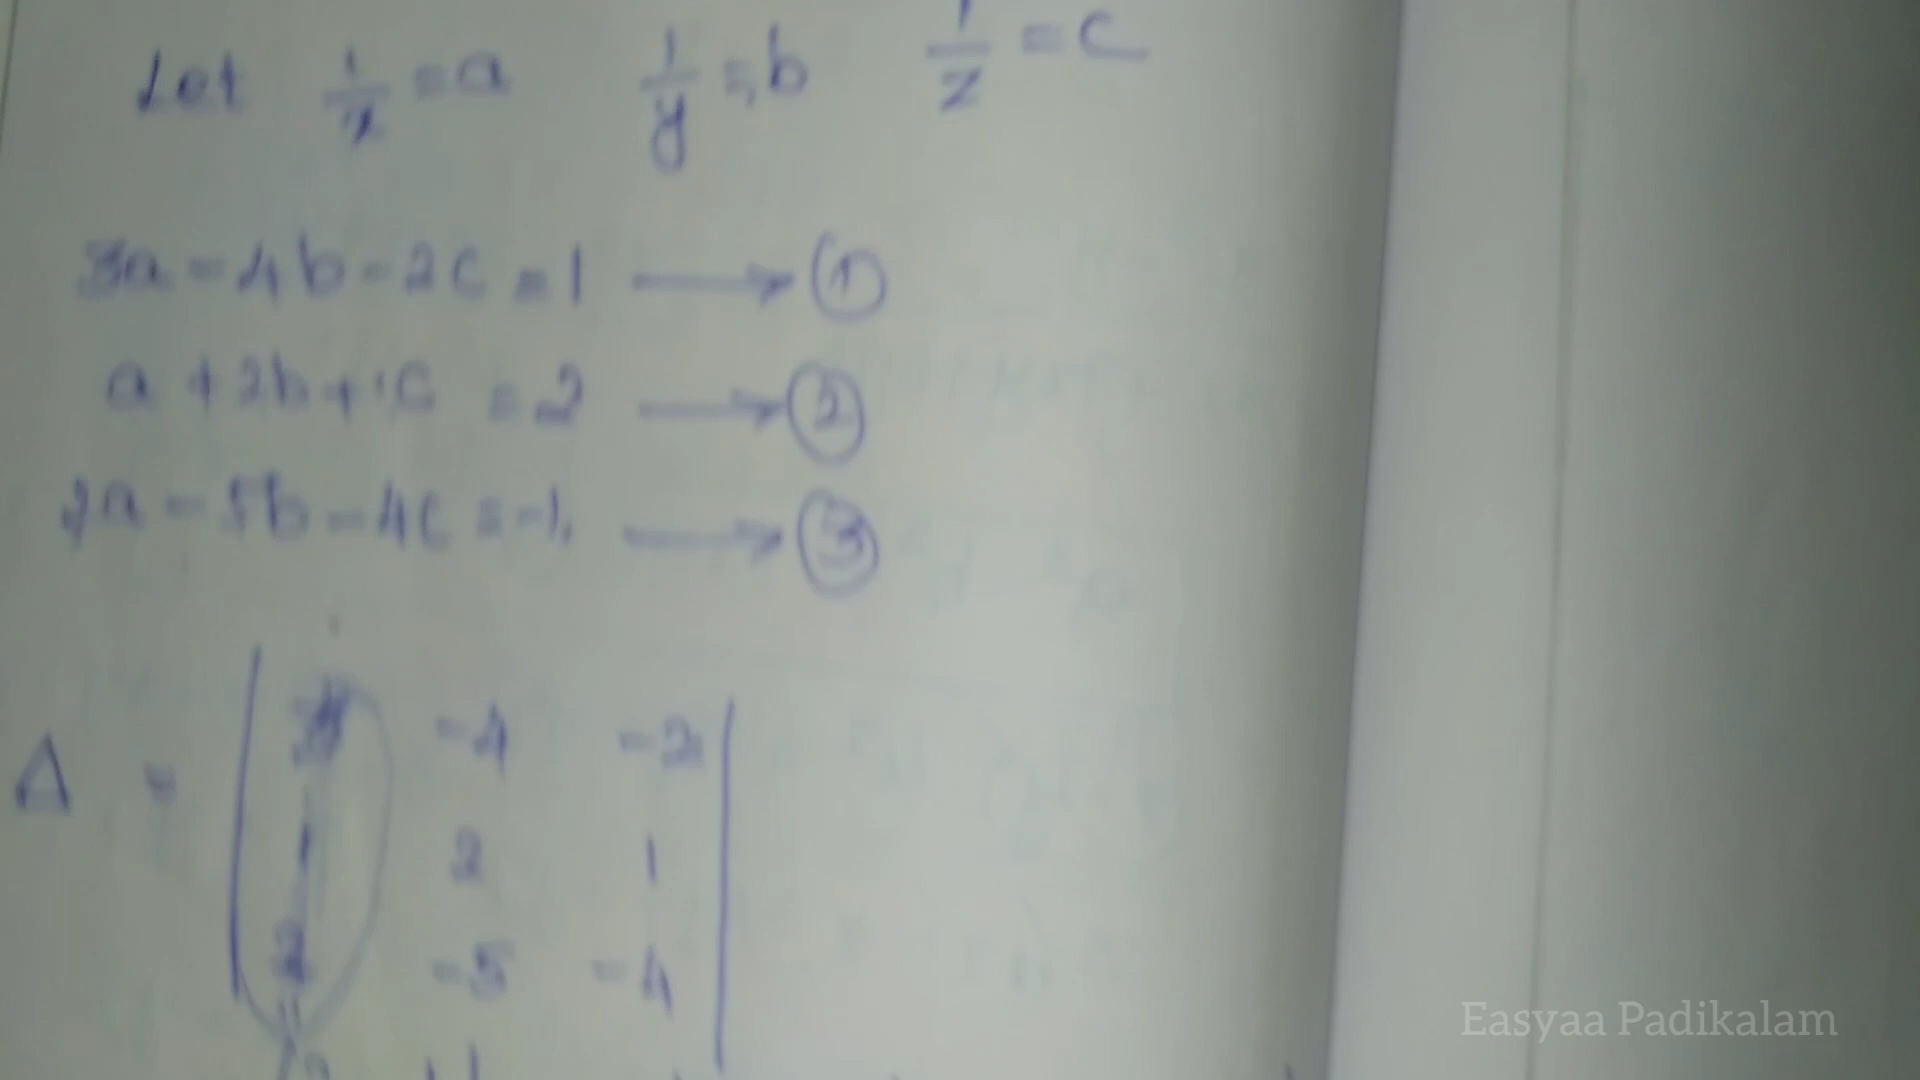 Let 1/x = a 1/y = b 1/z = c
3a - 4b - 2c = 1 → ①
a + 2b + 1c = 2 → ②
2a - 5b - 4c = -1. → ③
-4 -2
Δ =
1 2 1
2 -5 -4
Easyaa Padikalam